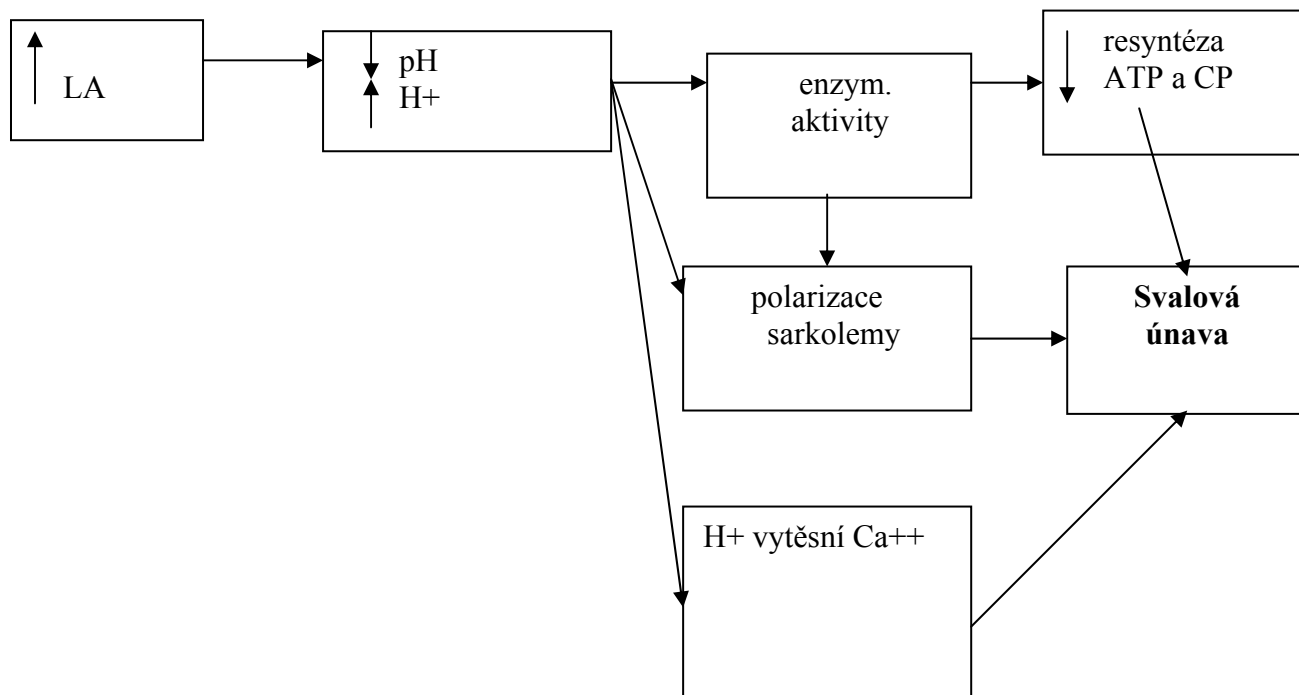 LA
pH
H+
enzym.
aktivity
resyntéza
ATP a CP
polarizace
sarkolemy
Svalová
únava
H+ vytěsní Ca++